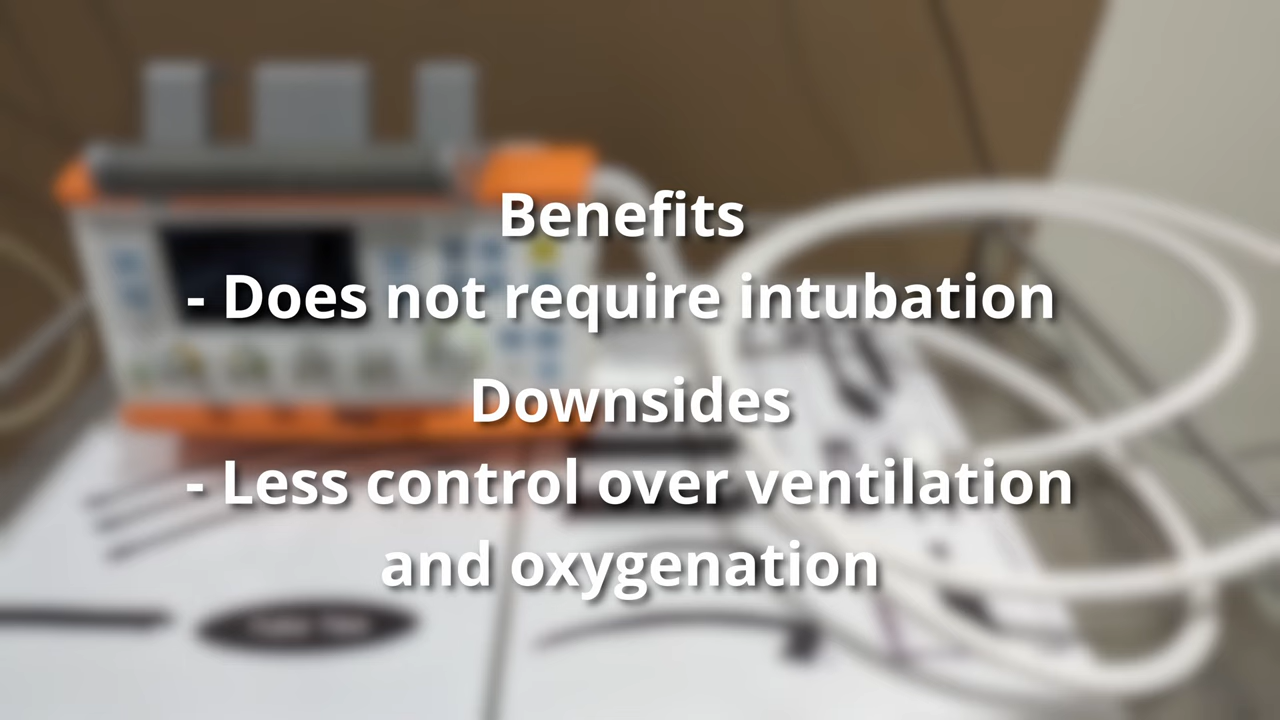 Benefits
- Does not require intubation
Downsides
- Less control over ventilation
and oxygenation